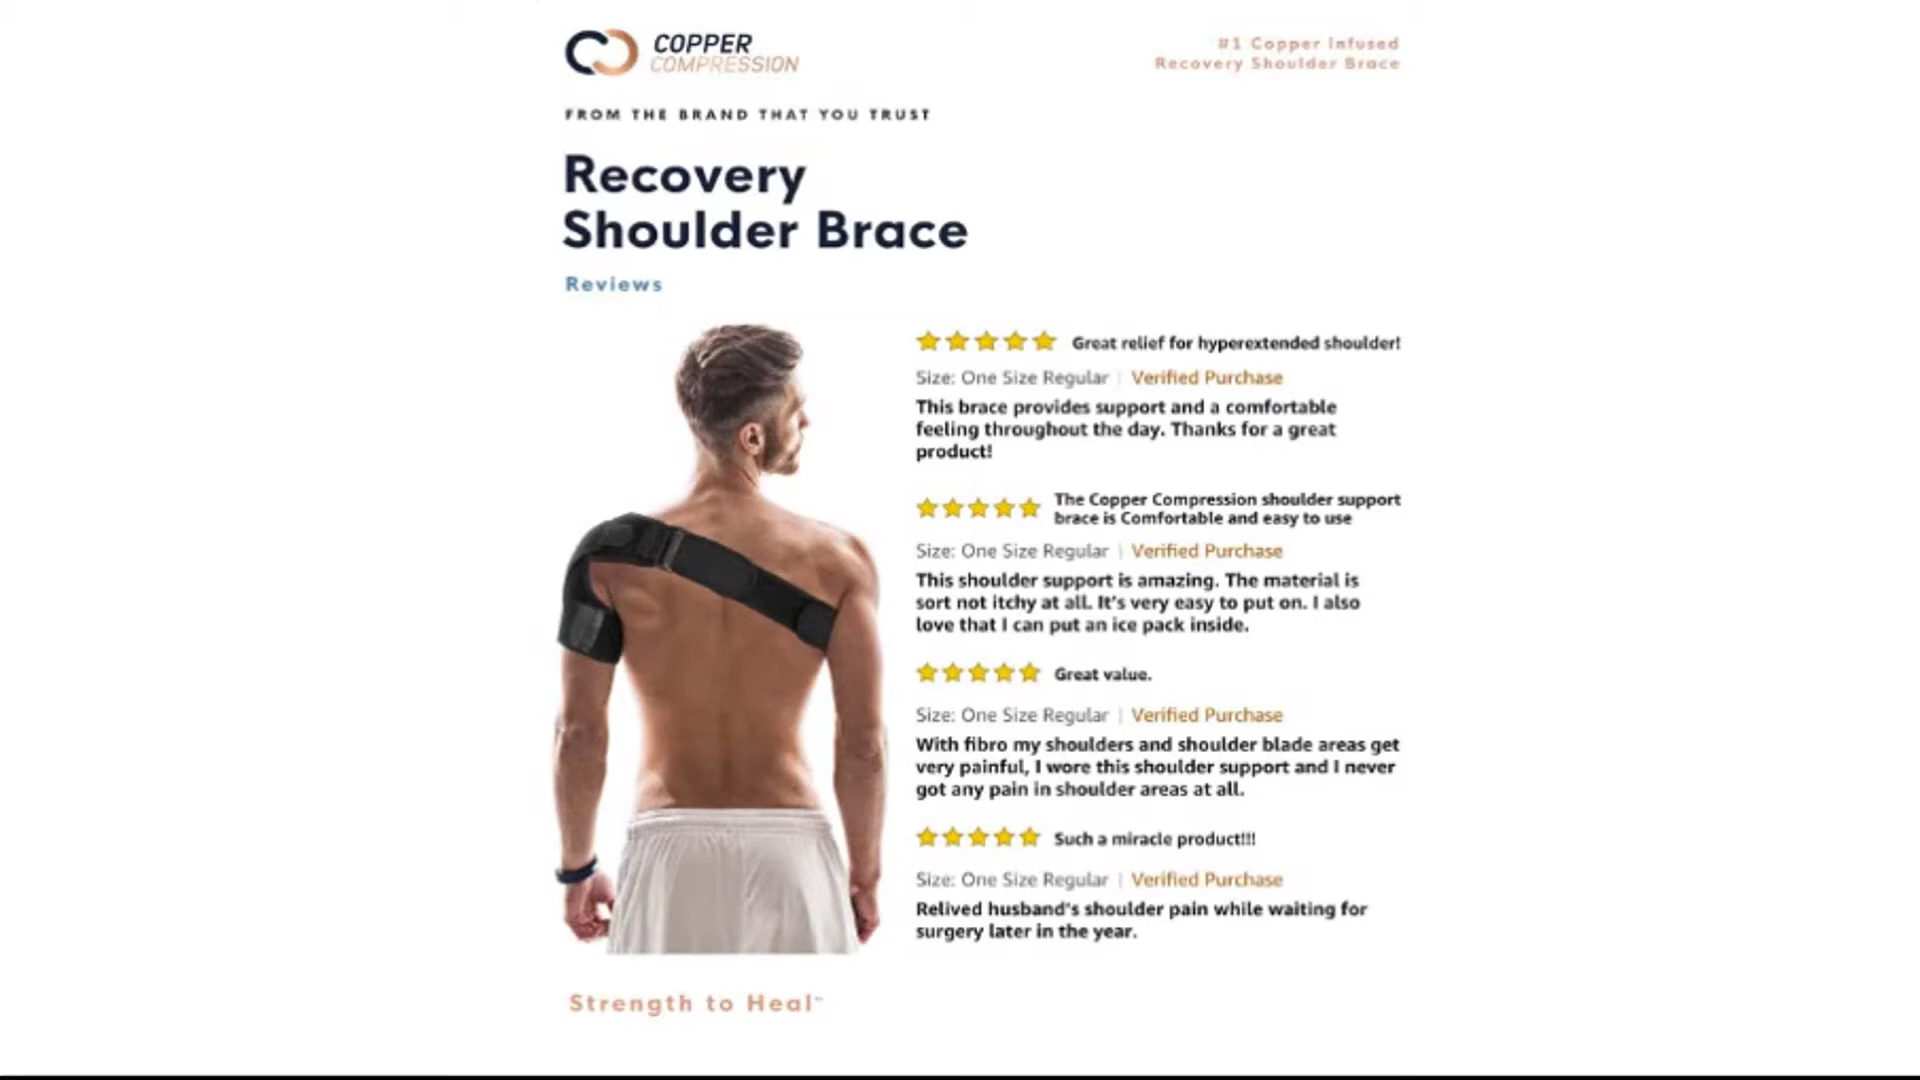 COPPER
COMPRESSION
#1 Copper Infused
Recovery Shoulder Brace
FROM THE BRAND THAT YOU TRUST
Recovery
Shoulder Brace
Reviews
Great relief for hyperextended shoulder!
Size: One Size Regular | Verified Purchase
This brace provides support and a comfortable
feeling throughout the day. Thanks for a great
product!
The Copper Compression shoulder support
brace is Comfortable and easy to use
Size: One Size Regular | Verified Purchase
This shoulder support is amazing. The material is
sort not itchy at all. It's very easy to put on. I also
love that I can put an ice pack inside.
Great value.
Size: One Size Regular | Verified Purchase
With fibro my shoulders and shoulder blade areas get
very painful, I wore this shoulder support and I never
got any pain in shoulder areas at all.
Such a miracle product!!!
Size: One Size Regular | Verified Purchase
Relived husband's shoulder pain while waiting for
surgery later in the year.
Strength to Heal™